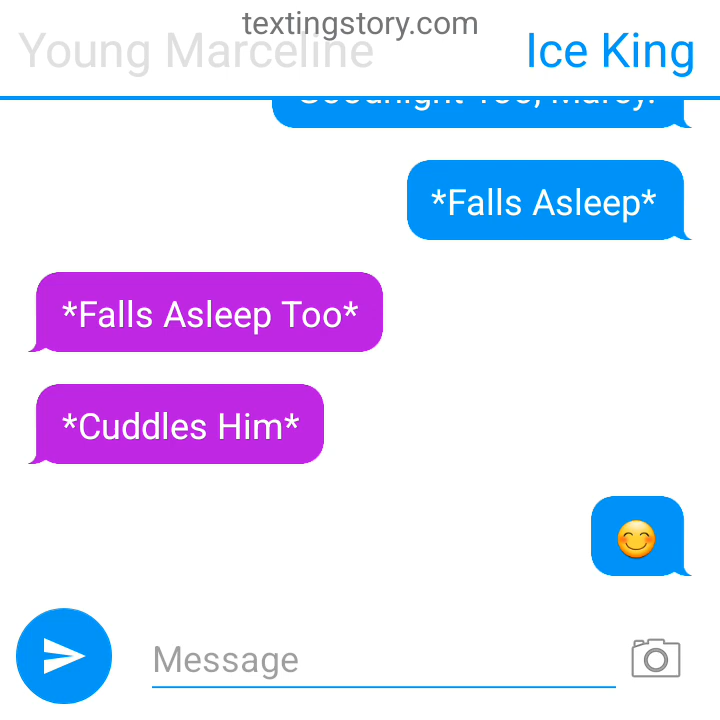 textingstory.com
Young Marceline
Ice King
Goodnight Too, Marcy.
*Falls Asleep*
*Falls Asleep Too*
*Cuddles Him*
😊
Message